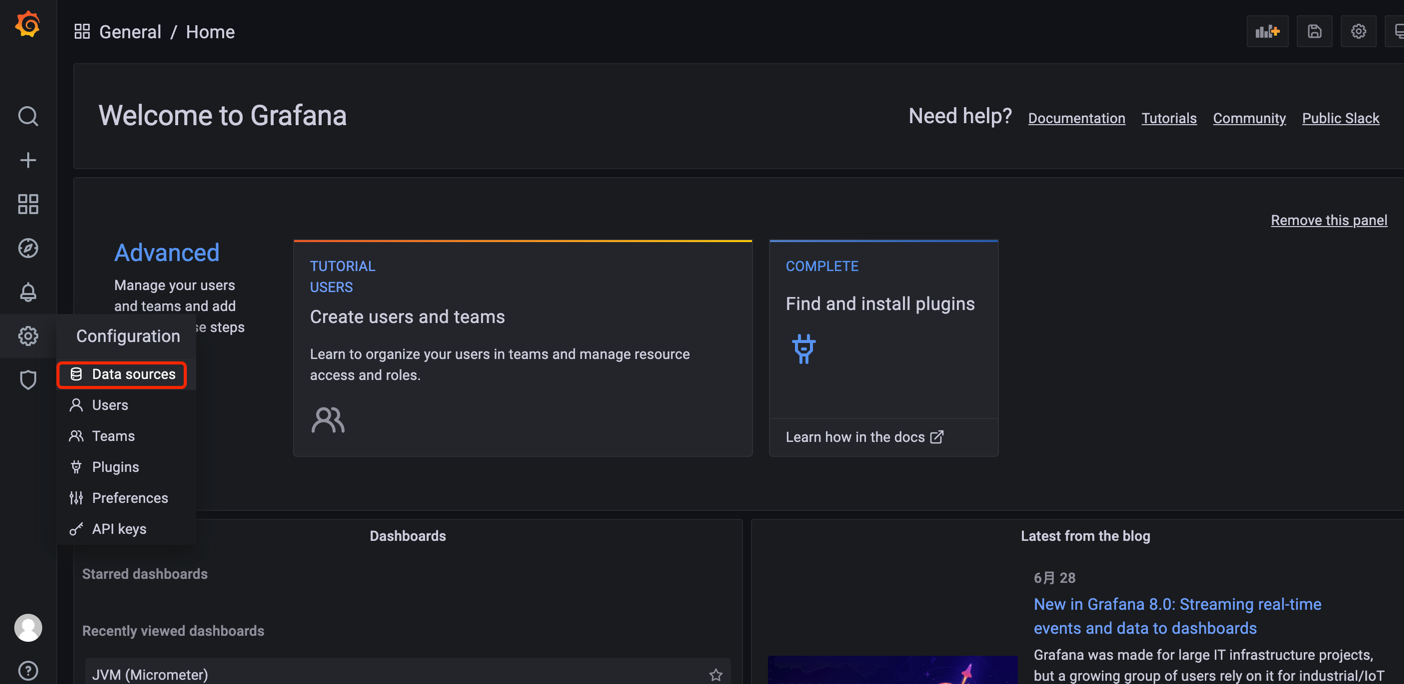 General / Home
Welcome to Grafana
Need help? Documentation Tutorials Community Public Slack
Remove this panel
Advanced
Manage your users
and teams and add
se steps
TUTORIAL
USERS
Create users and teams
Learn to organize your users in teams and manage resource
access and roles.
COMPLETE
Find and install plugins
Learn how in the docs
Configuration
Data sources
Users
Teams
Plugins
Preferences
API keys
Dashboards
Starred dashboards
Recently viewed dashboards
JVM (Micrometer)
Latest from the blog
6月 28
New in Grafana 8.0: Streaming real-time
events and data to dashboards
Grafana was made for large IT infrastructure projects,
but a growing group of users rely on it for industrial/IoT